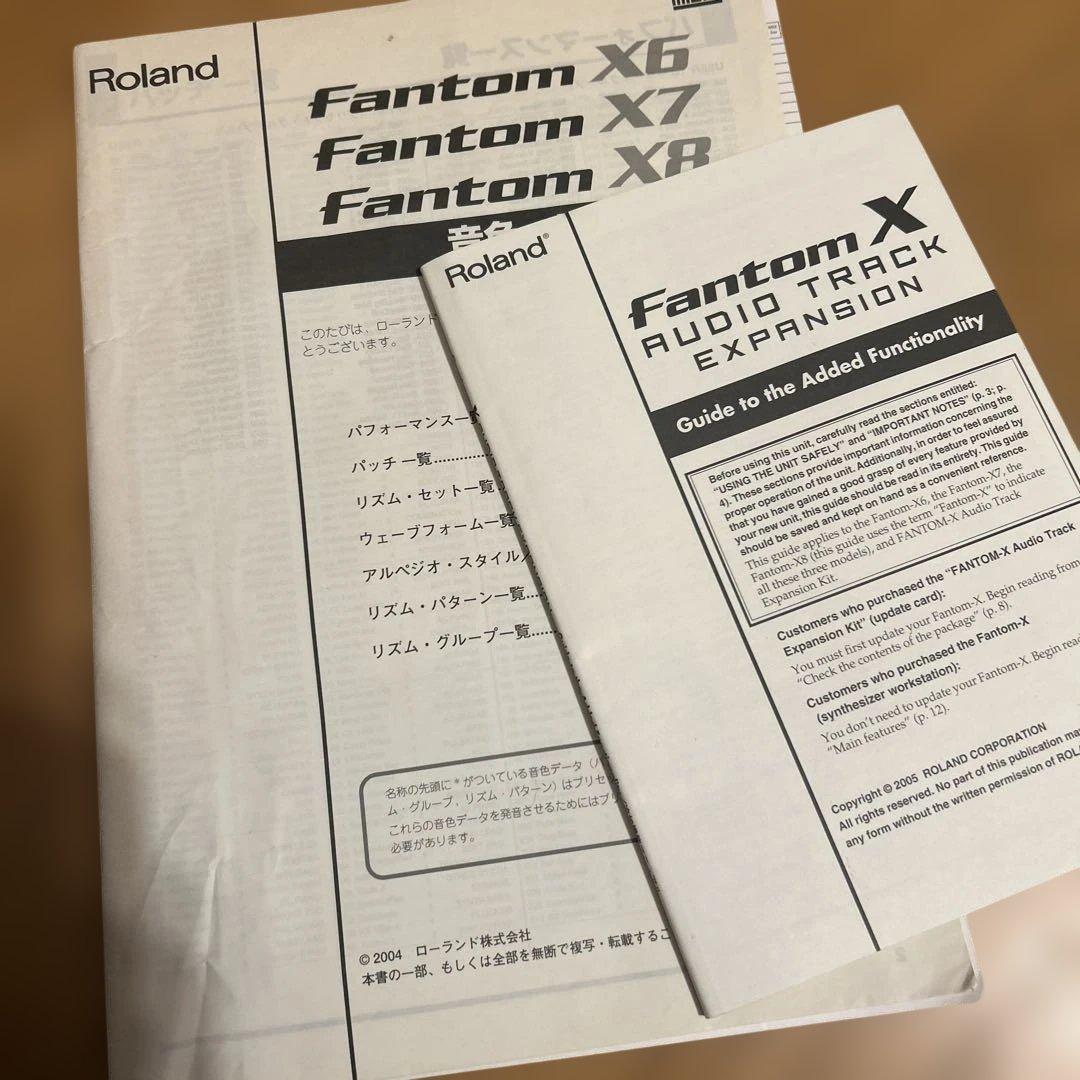 Roland
Fantom X6
Fantom X7
Fantom X8
音色
このたびは、ローランド
とうございます。
パフォーマンス一覧
パッチ一覧..............
リズム・セット一覧.
ウェーブフォーム一覧
アルペジオ・スタイル／
リズム・パターン一覧....
リズム・グループ一覧......
名称の先頭に＊がついている音色データ（パ
ム・グループ，リズム・パターン）はプリセ
これらの音色データを発音させるためにはプリ
必要があります。
© 2004 ローランド株式会社
本書の一部、もしくは全部を無断で複写・転載するこ
Roland®
Fantom X
AUDIO TRACK
EXPANSION
Guide to the Added Functionality
Before using this unit, carefully read the sections entitled:
"USING THE UNIT SAFELY" and "IMPORTANT NOTES" (p. 3; p.
4). These sections provide important information concerning the
proper operation of the unit. Additionally, in order to feel assured
that you have gained a good grasp of every feature provided by
your new unit, this guide should be read in its entirety. This guide
should be saved and kept on hand as a convenient reference.
This guide applies to the Fantom-X6, the Fantom-X7, the
Fantom-X8 (this guide uses the term "Fantom-X" to indicate
all these three models), and FANTOM-X Audio Track
Expansion Kit.
Customers who purchased the "FANTOM-X Audio Track
Expansion Kit" (update card):
You must first update your Fantom-X. Begin reading from
"Check the contents of the package" (p. 8).
Customers who purchased the Fantom-X
(synthesizer workstation):
You don't need to update your Fantom-X. Begin rea
"Main features" (p. 12).
Copyright © 2005 ROLAND CORPORATION
All rights reserved. No part of this publication ma
any form without the written permission of ROL